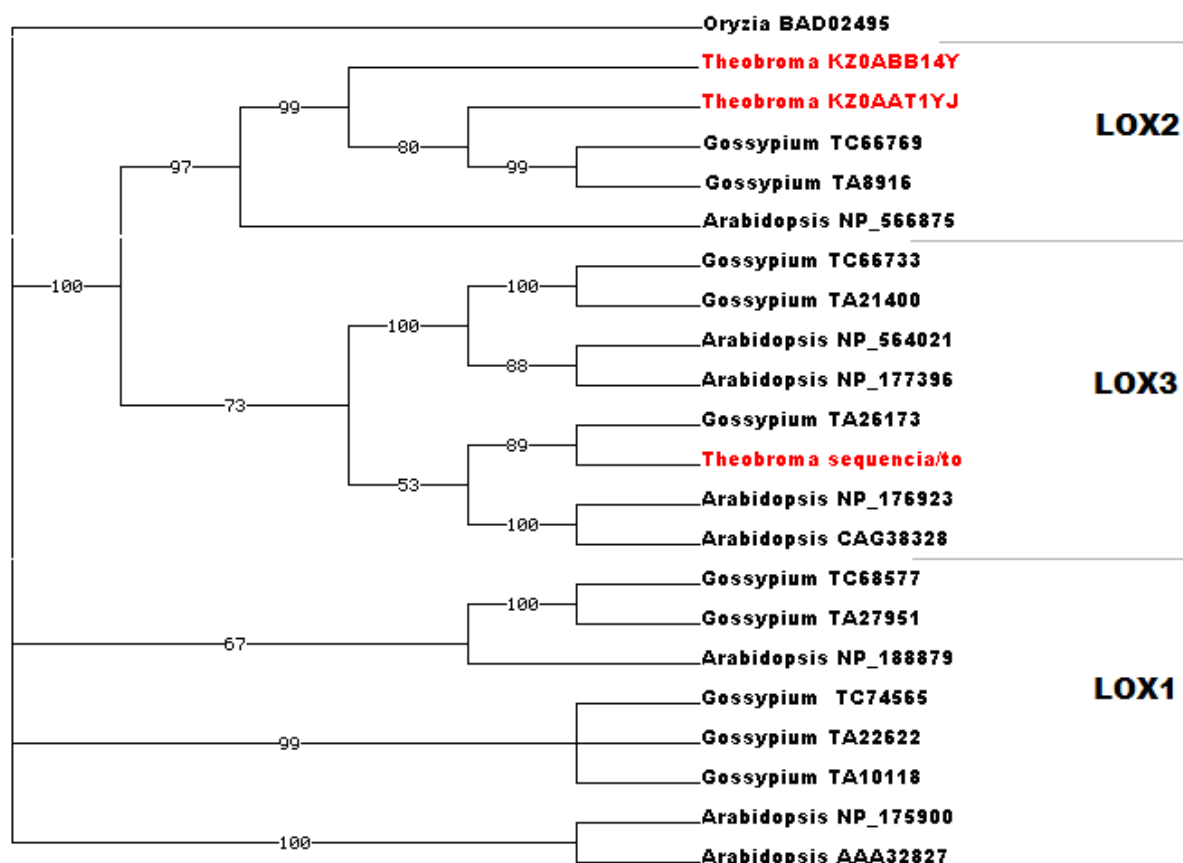 Oryzia BAD02495
Theobroma KZ0ABB14Y
99
Theobroma KZ0AAT1YJ
LOX2
Gossypium TC66769
80
97
99
Gossypium TA8916
Arabidopsis NP_566875
Gossypium TC66733
100
100
Gossypium TA21400
100
Arabidopsis NP_564021
88
Arabidopsis NP_177396
LOX3
73
Gossypium TA26173
89
Theobroma sequencia/to
53
Arabidopsis NP_176923
100
Arabidopsis CAG38328
Gossypium TC68577
100
Gossypium TA27951
67
Arabidopsis NP_188879
LOX1
Gossypium TC74565
99
Gossypium TA22622
Gossypium TA10118
Arabidopsis NP_175900
100
Arabidopsis AAA32827